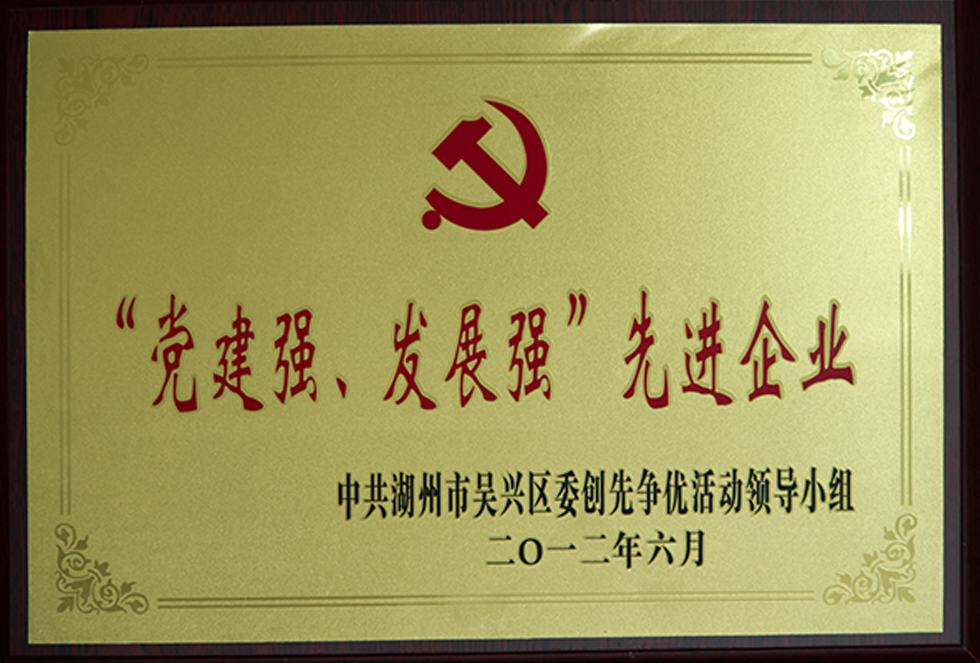 “党建强、发展强”先进企业
中共湖州市吴兴区委创先争优活动领导小组
二〇一二年六月